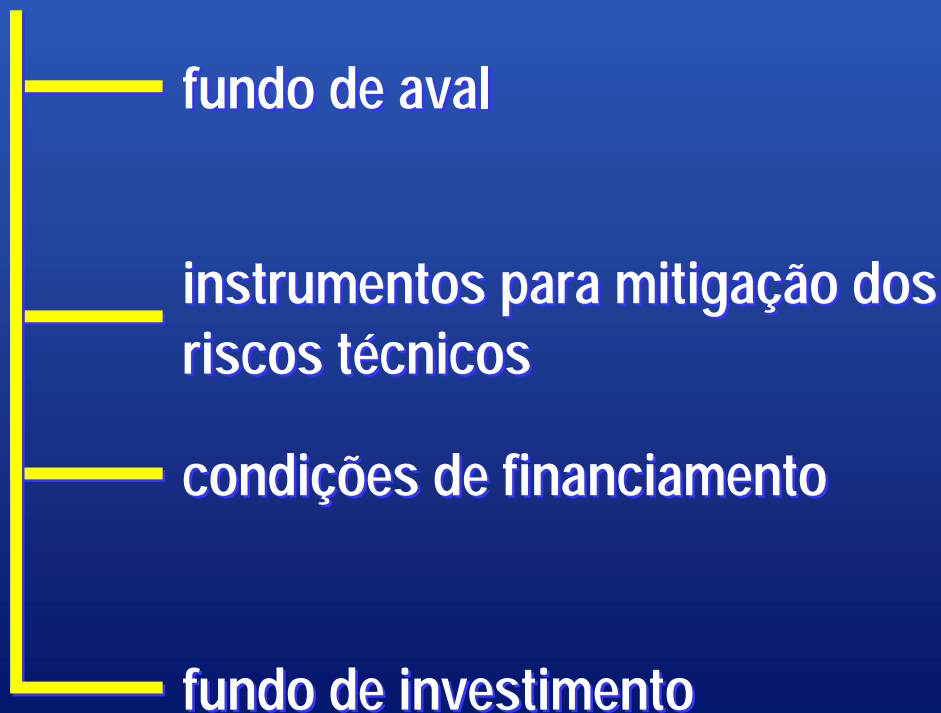 fundo de aval
instrumentos para mitigação dos
riscos técnicos
condições de financiamento
fundo de investimento